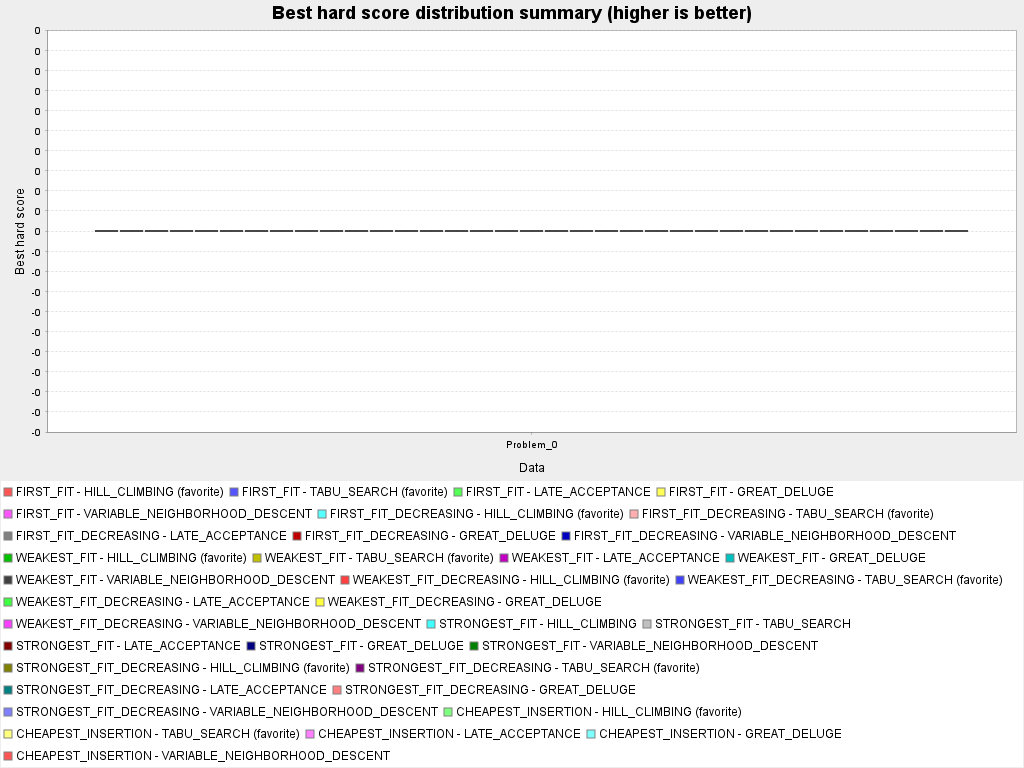 Best hard score distribution summary (higher is better)
0
0
0
0
0
0
0
0
0
0
0
-0
-0
-0
-0
-0
-0
-0
-0
-0
-0
Best hard score
Problem_0
Data
FIRST_FIT - HILL_CLIMBING (favorite) FIRST_FIT - TABU_SEARCH (favorite) FIRST_FIT - LATE_ACCEPTANCE FIRST_FIT - GREAT_DELUGE
FIRST_FIT - VARIABLE_NEIGHBORHOOD_DESCENT FIRST_FIT_DECREASING - HILL_CLIMBING (favorite) FIRST_FIT_DECREASING - TABU_SEARCH (favorite)
FIRST_FIT_DECREASING - LATE_ACCEPTANCE FIRST_FIT_DECREASING - GREAT_DELUGE FIRST_FIT_DECREASING - VARIABLE_NEIGHBORHOOD_DESCENT
WEAKEST_FIT - HILL_CLIMBING (favorite) WEAKEST_FIT - TABU_SEARCH (favorite) WEAKEST_FIT - LATE_ACCEPTANCE WEAKEST_FIT - GREAT_DELUGE
WEAKEST_FIT - VARIABLE_NEIGHBORHOOD_DESCENT WEAKEST_FIT_DECREASING - HILL_CLIMBING (favorite) WEAKEST_FIT_DECREASING - TABU_SEARCH (favorite)
WEAKEST_FIT_DECREASING - LATE_ACCEPTANCE WEAKEST_FIT_DECREASING - GREAT_DELUGE
WEAKEST_FIT_DECREASING - VARIABLE_NEIGHBORHOOD_DESCENT STRONGEST_FIT - HILL_CLIMBING STRONGEST_FIT - TABU_SEARCH
STRONGEST_FIT - LATE_ACCEPTANCE STRONGEST_FIT - GREAT_DELUGE STRONGEST_FIT - VARIABLE_NEIGHBORHOOD_DESCENT
STRONGEST_FIT_DECREASING - HILL_CLIMBING (favorite) STRONGEST_FIT_DECREASING - TABU_SEARCH (favorite)
STRONGEST_FIT_DECREASING - LATE_ACCEPTANCE STRONGEST_FIT_DECREASING - GREAT_DELUGE
STRONGEST_FIT_DECREASING - VARIABLE_NEIGHBORHOOD_DESCENT CHEAPEST_INSERTION - HILL_CLIMBING (favorite)
CHEAPEST_INSERTION - TABU_SEARCH (favorite) CHEAPEST_INSERTION - LATE_ACCEPTANCE CHEAPEST_INSERTION - GREAT_DELUGE
CHEAPEST_INSERTION - VARIABLE_NEIGHBORHOOD_DESCENT